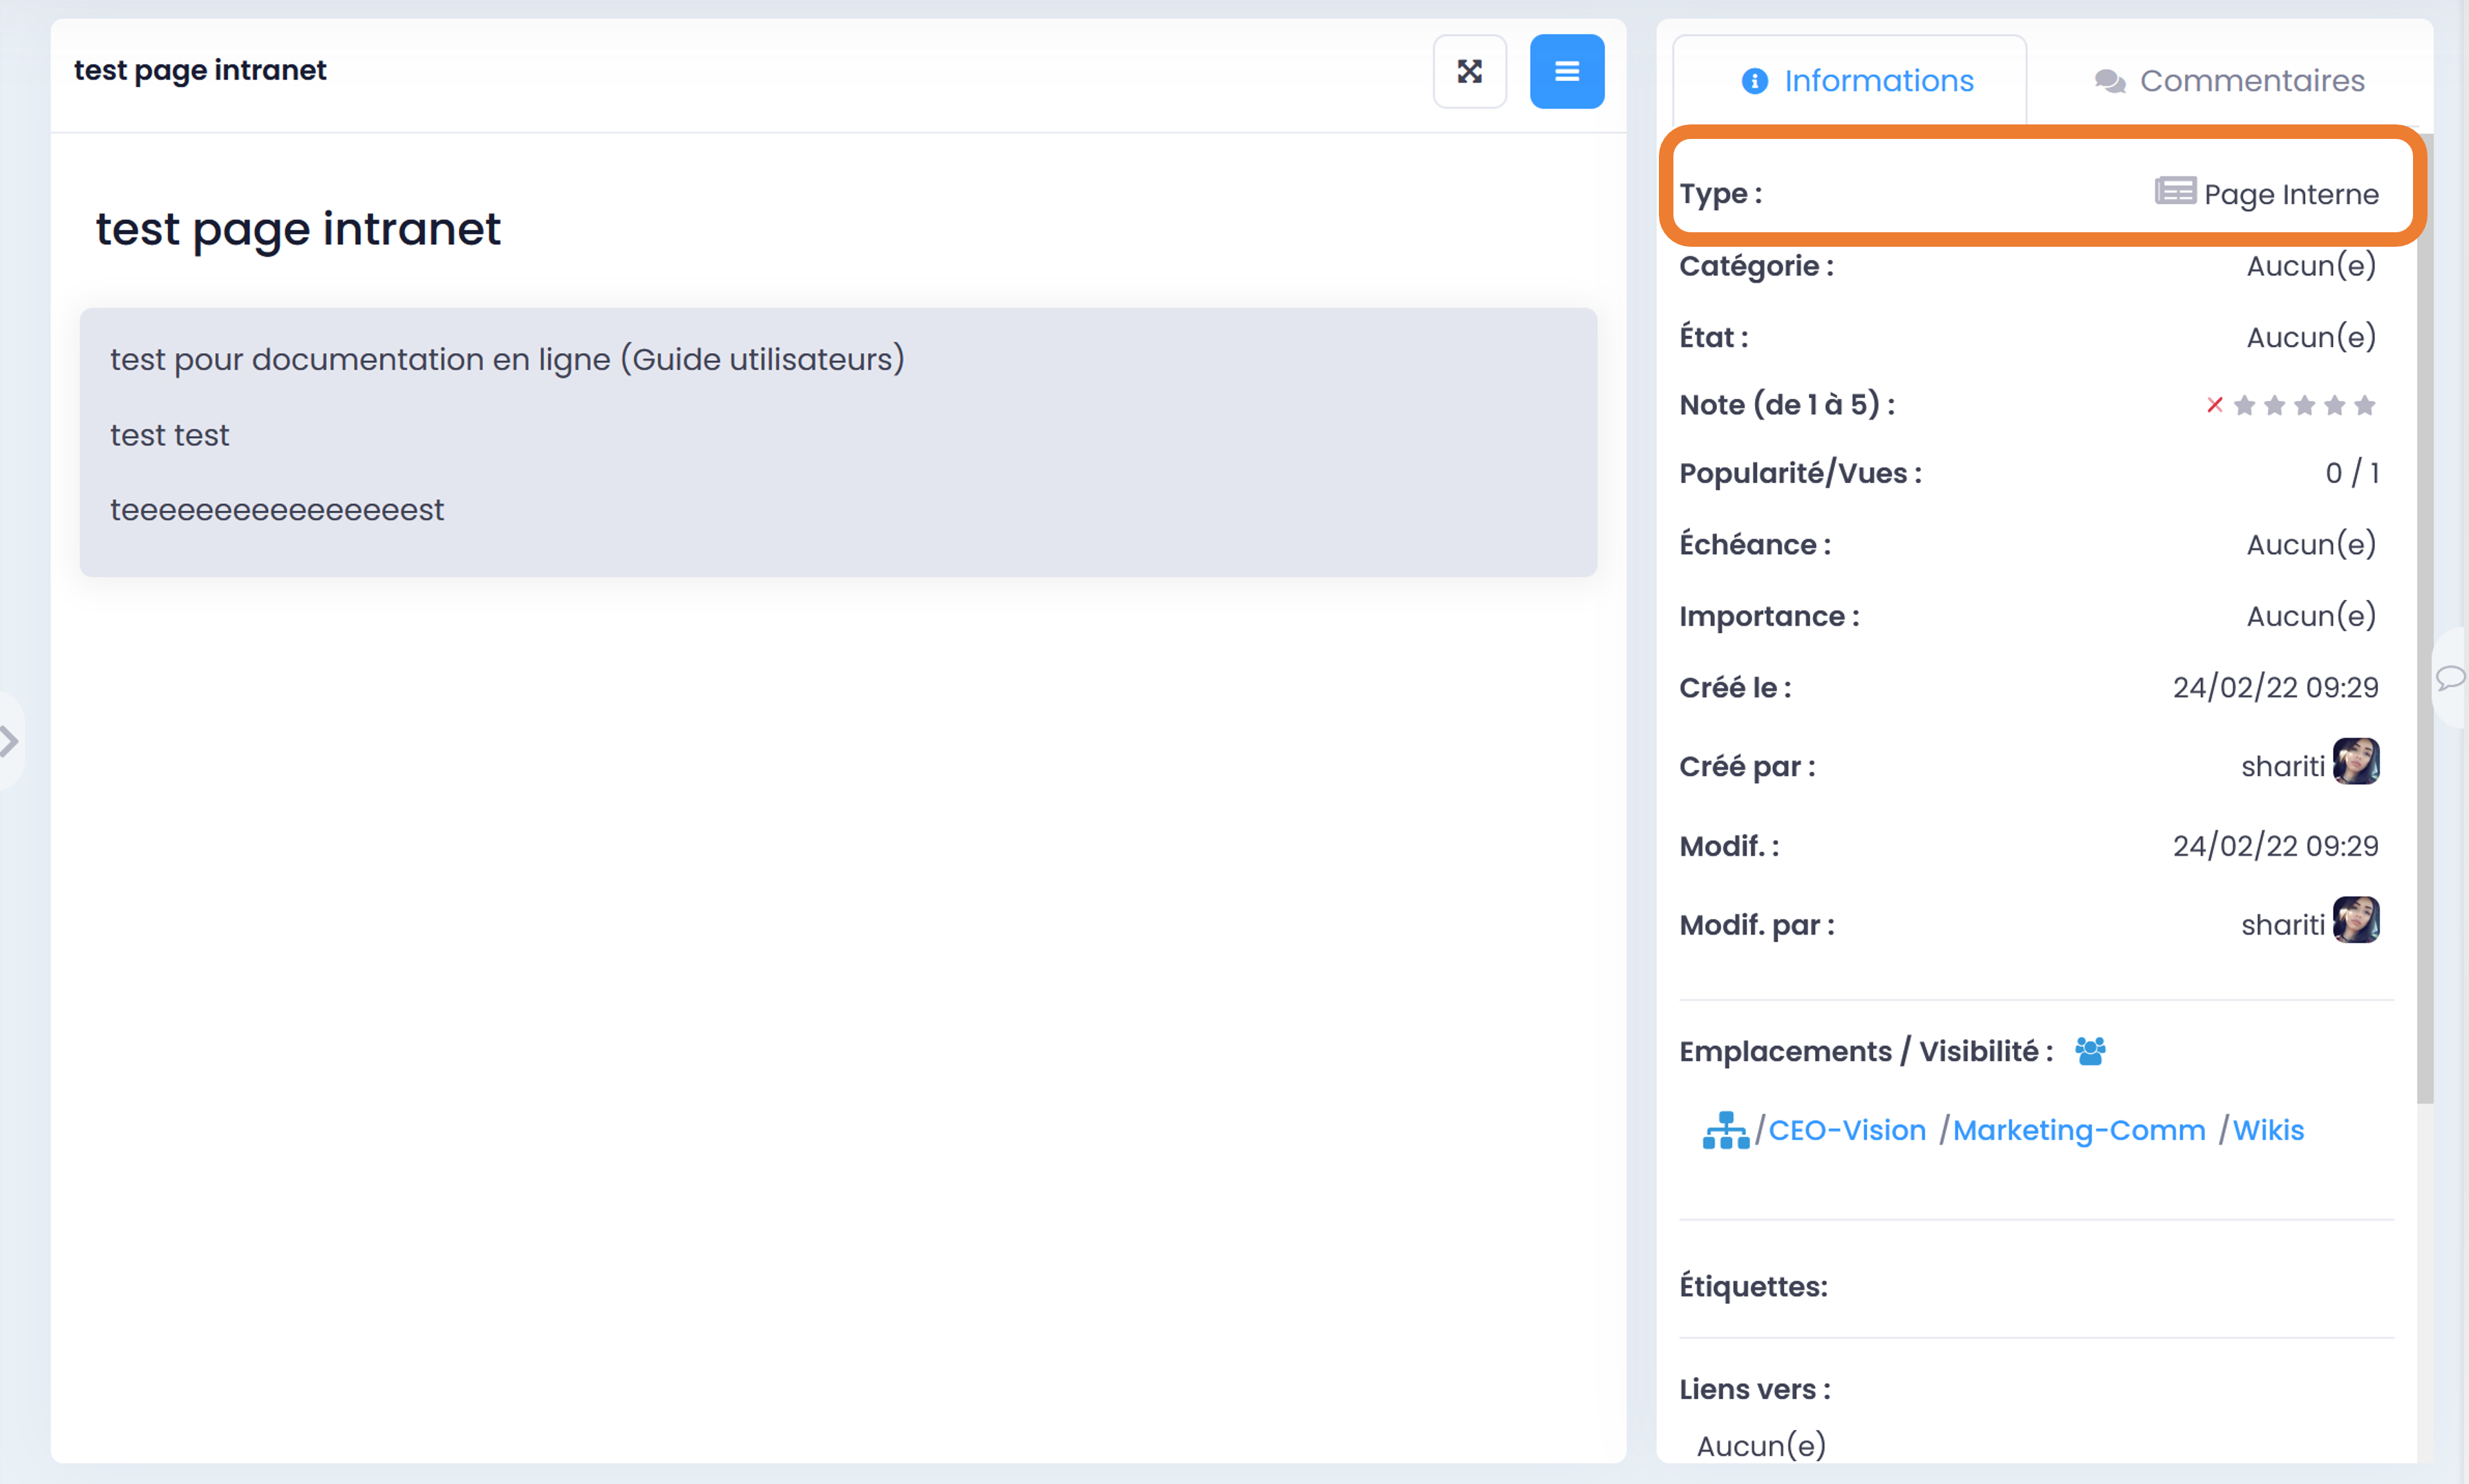 test page intranet
test page intranet
test pour documentation en ligne (Guide utilisateurs)
test test
teeeeeeeeeeeeeeeest
Informations
Commentaires
Type : Page Interne
Catégorie : Aucun(e)
État : Aucun(e)
Note (de 1 à 5) :
Popularité/Vues : 0 / 1
Échéance : Aucun(e)
Importance : Aucun(e)
Créé le : 24/02/22 09:29
Créé par : shariti
Modif. : 24/02/22 09:29
Modif. par : shariti
Emplacements / Visibilité :
/CEO-Vision /Marketing-Comm /Wikis
Étiquettes:
Liens vers :
Aucun(e)